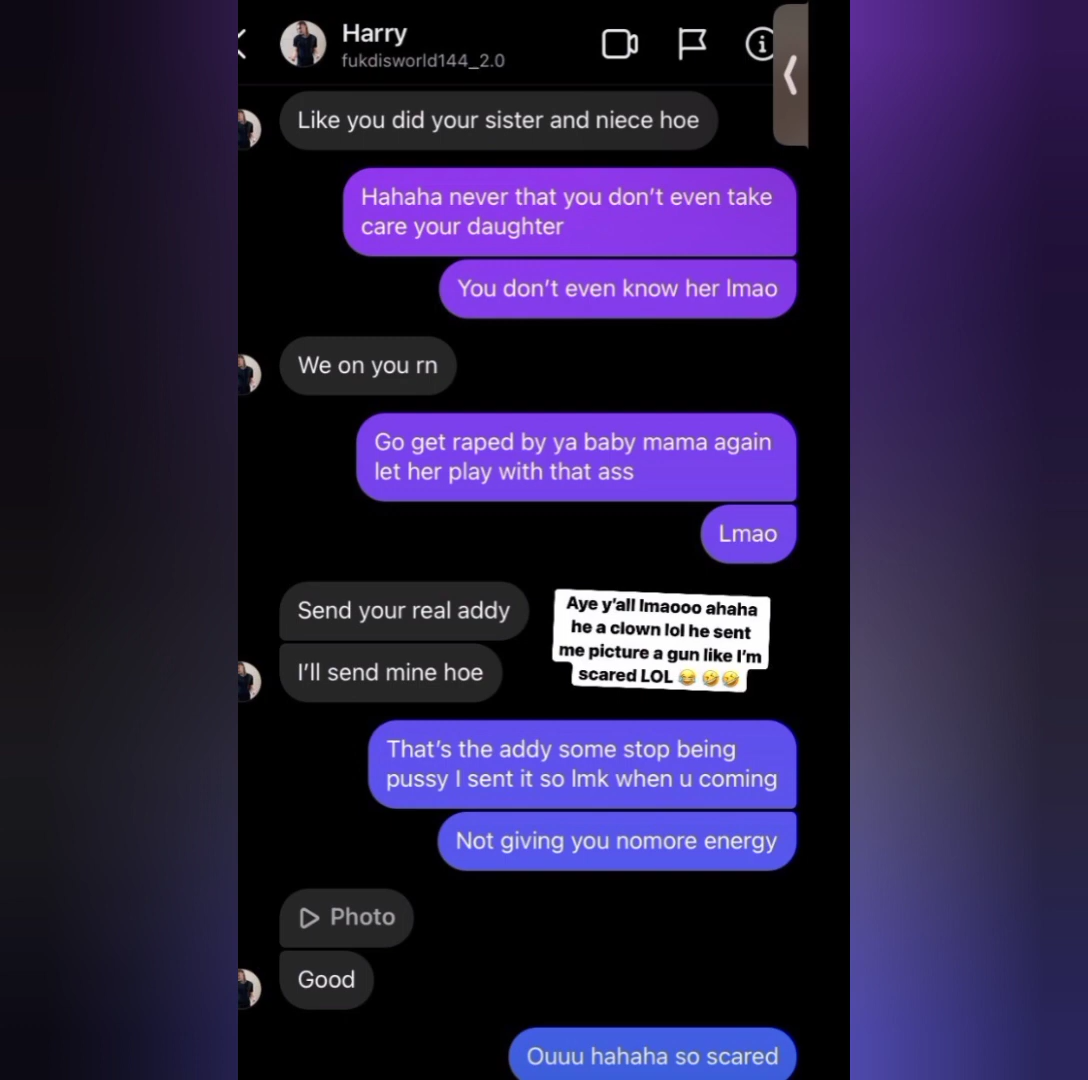 Harry
fukdisworld144_2.0
Like you did your sister and niece hoe
Hahaha never that you don’t even take
care your daughter
You don’t even know her lmao
We on you rn
Go get raped by ya baby mama again
let her play with that ass
Lmao
Send your real addy
Aye y’all lmaooo ahaha
he a clown lol he sent
me picture a gun like I’m
scared LOL 😂 🤣 🤣
I’ll send mine hoe
That’s the addy some stop being
pussy I sent it so lmk when u coming
Not giving you nomore energy
Photo
Good
Ouuu hahaha so scared